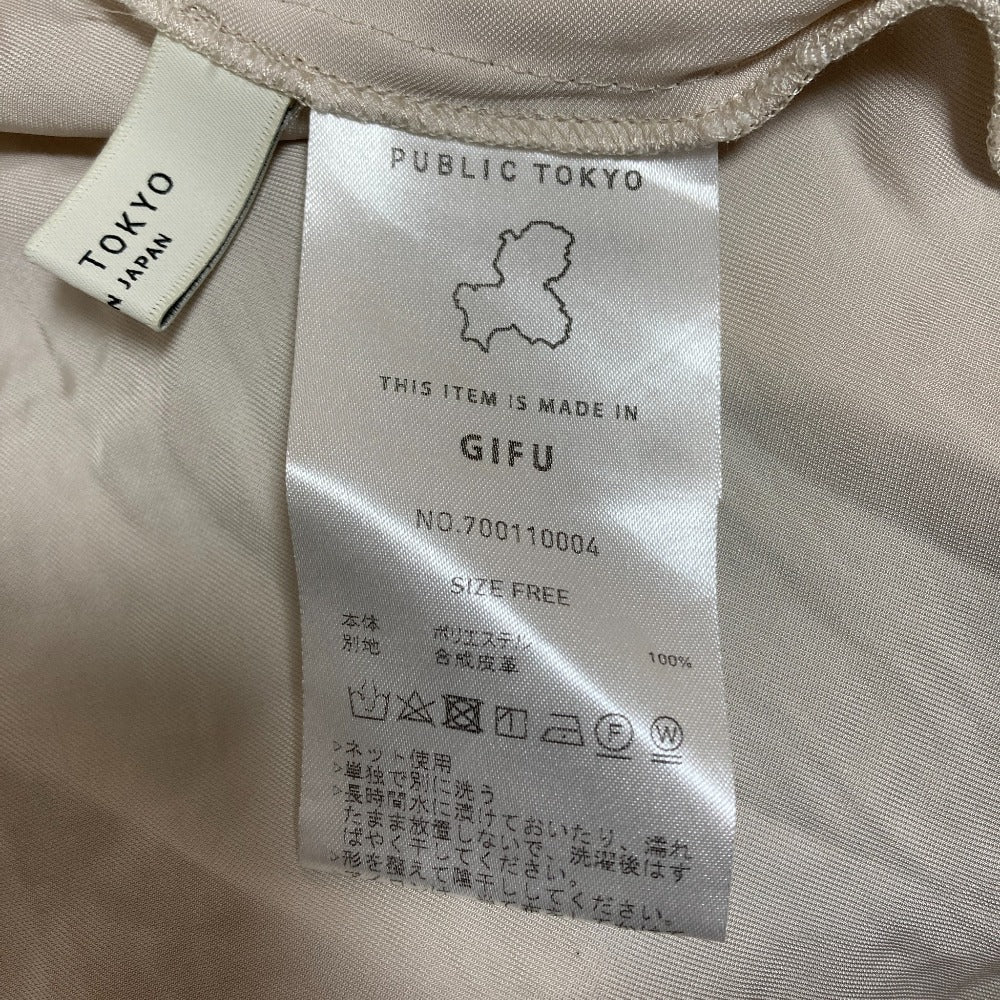 TOKYO
N JAPAN
PUBLIC TOKYO
THIS ITEM IS MADE IN
GIFU
NO.700110004
SIZE FREE
本体 ポリエステル 100%
別地 合成皮革
F W
>ネット使用
>単独で別に洗う
>長時間水に漬けておいたり、濡れ
たまま放置しないで、洗濯後はす
ばやく干してください。
>形を整えて陰干ししてください。